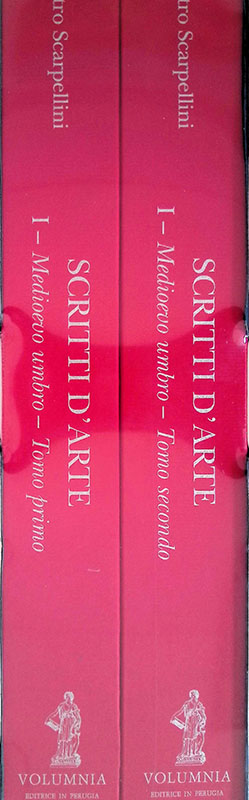 tro Scarpellini
SCRITTI D'ARTE
I – Medioevo umbro – Tomo primo
VOLUMNIA
EDITRICE IN PERUGIA
tro Scarpellini
SCRITTI D'ARTE
I – Medioevo umbro – Tomo secondo
VOLUMNIA
EDITRICE IN PERUGIA